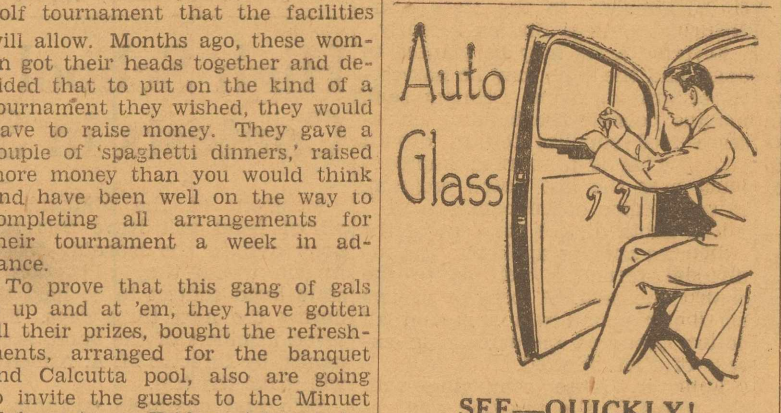 olf tournament that the facilities
ill allow. Months ago, these wom-
n got their heads together and de-
ided that to put on the kind of a
ournament they wished, they would
ave to raise money. They gave a
ouple of 'spaghetti dinners,' raised
ore money than you would think
nd have been well on the way to
ompleting all arrangements for
heir tournament a week in ad-
ance.
To prove that this gang of gals
up and at 'em, they have gotten
ll their prizes, bought the refresh-
ents, arranged for the banquet
nd Calcutta pool, also are going
o invite the guests to the Minuet
Auto
Glass
SEE—QUICKLY!